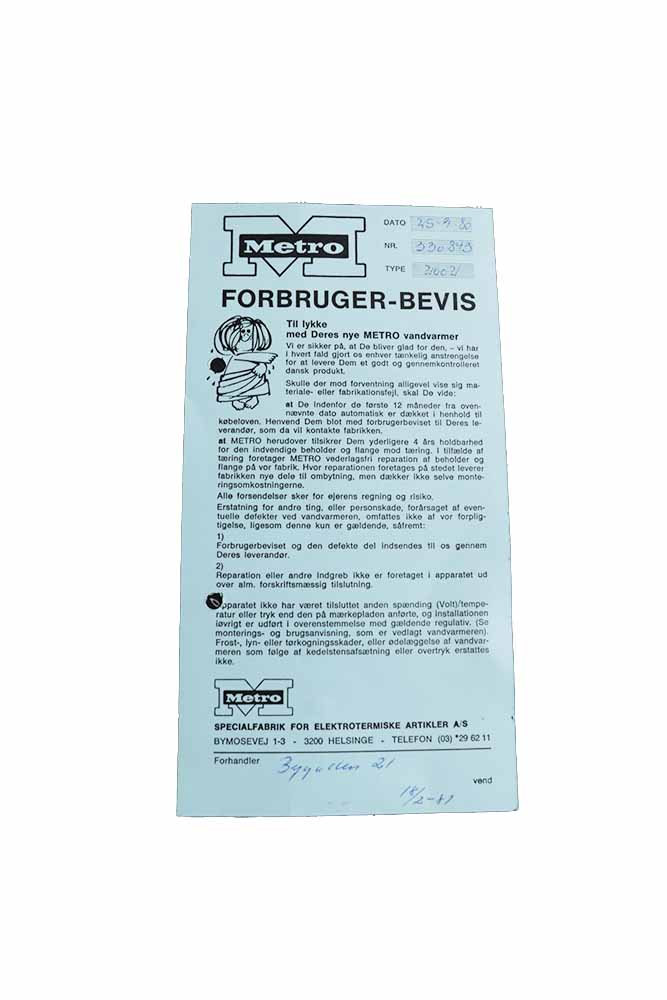 Metro
DATO 25-9-80
NR. 330893
TYPE 21002
FORBRUGER-BEVIS
Til lykke
med Deres nye METRO vandvarmer
Vi er sikker på, at De bliver glad for den, - vi har
i hvert fald gjort os enhver tænkelig anstrengelse
for at levere Dem et godt og gennemkontrolleret
dansk produkt.
Skulle der mod forventning alligevel vise sig ma-
teriale- eller fabrikationsfejl, skal De vide:
at De indenfor de første 12 måneder fra oven-
nævnte dato automatisk er dækket i henhold til
købeloven. Henvend Dem blot med forbrugerbeviset til Deres le-
verandør, som da vil kontakte fabrikken.
at METRO herudover tilsikrer Dem yderligere 4 års holdbarhed
for den indvendige beholder og flange mod tæring. I tilfælde af
tæring foretager METRO vederlagsfri reparation af beholder og
flange på vor fabrik. Hvor reparationen foretages på stedet leverer
fabrikken nye dele til ombytning, men dækker ikke selve monte-
ringsomkostningerne.
Alle forsendelser sker for ejerens regning og risiko.
Erstatning for andre ting, eller personskade, forårsaget af even-
tuelle defekter ved vandvarmeren, omfattes ikke af vor forplig-
tigelse, ligesom denne kun er gældende, såfremt:
1)
Forbrugerbeviset og den defekte del indsendes til os gennem
Deres leverandør.
2)
Reparation eller andre indgreb ikke er foretaget i apparatet ud
over alm. forskriftsmæssig tilslutning.
pparatet ikke har været tilsluttet anden spænding (Volt)/tempe-
ratur eller tryk end den på mærkepladen anførte, og installationen
iøvrigt er udført i overenstemmelse med gældende regulativ. (Se
monterings- og brugsanvisning, som er vedlagt vandvarmeren).
Frost-, lyn- eller tørkogningsskader, eller ødelæggelse af vandvar-
meren som følge af kedelstensafsætning eller overtryk erstattes
ikke.
Metro
SPECIALFABRIK FOR ELEKTROTERMISKE ARTIKLER A/S
BYMOSEVEJ 1-3 - 3200 HELSINGE - TELEFON (03) *29 62 11
Forhandler 21
vend
18/2-81